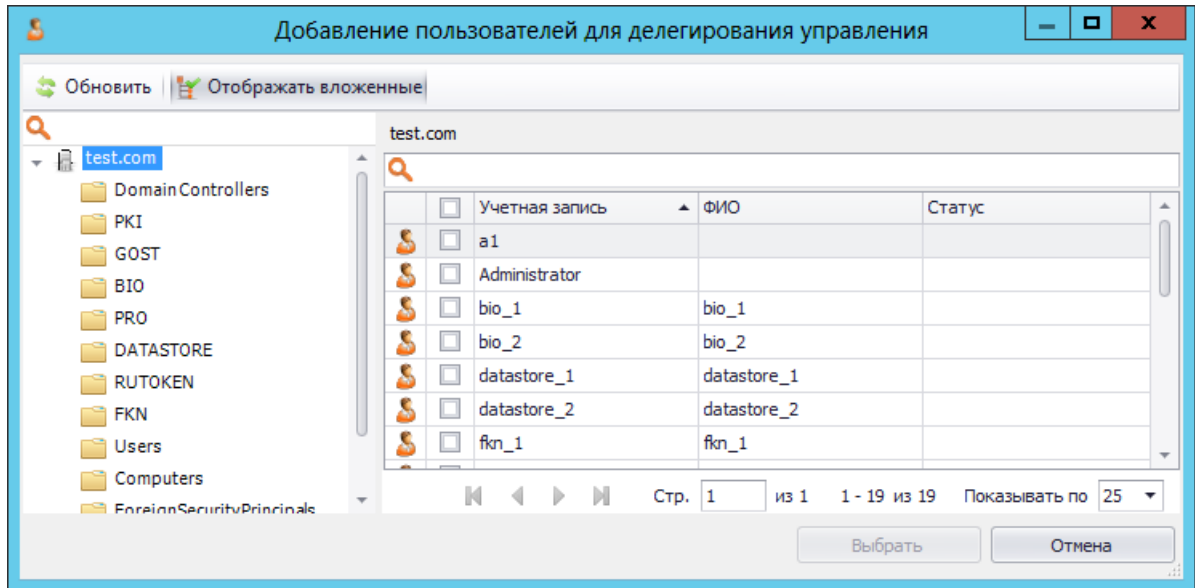 Добавление пользователей для делегирования управления
Обновить Отображать вложенные
test.com
test.com
Domain Controllers
PKI
GOST
BIO
PRO
DATASTORE
RUTOKEN
FKN
Users
Computers
ForeignSecurityPrincipals
Учетная запись ФИО Статус
a1
Administrator
bio_1 bio_1
bio_2 bio_2
datastore_1 datastore_1
datastore_2 datastore_2
fkn_1 fkn_1
Стр. 1 из 1 1 - 19 из 19 Показывать по 25
Выбрать Отмена